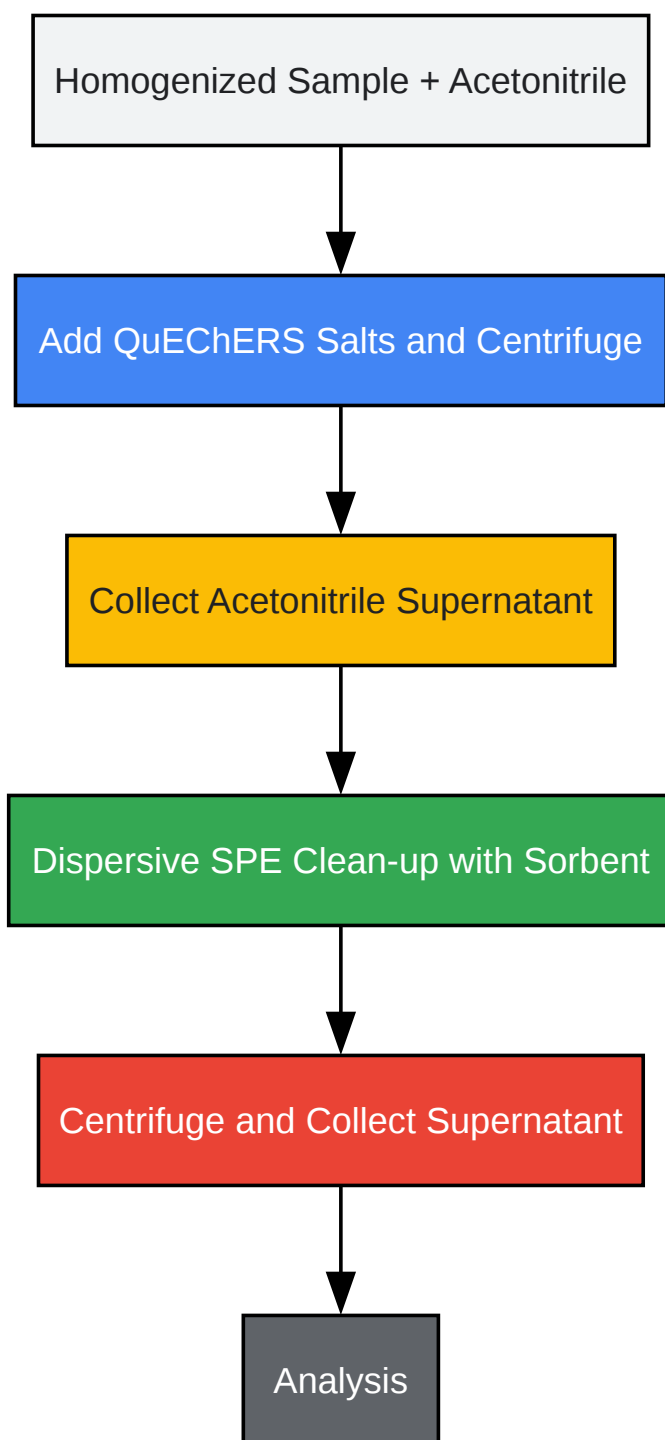 Homogenized Sample + Acetonitrile
Add QuEChERS Salts and Centrifuge
Collect Acetonitrile Supernatant
Dispersive SPE Clean-up with Sorbent
Centrifuge and Collect Supernatant
Analysis